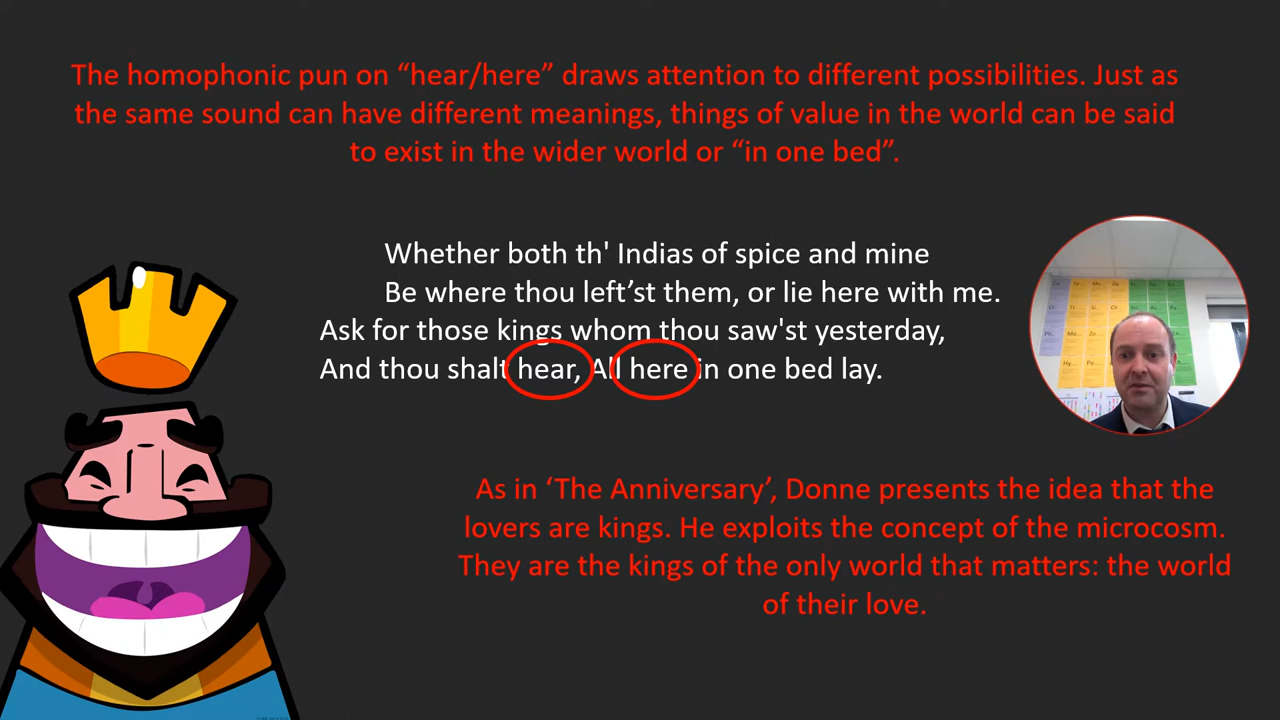 The homophonic pun on “hear/here” draws attention to different possibilities. Just as
the same sound can have different meanings, things of value in the world can be said
to exist in the wider world or “in one bed”.
Whether both th' Indias of spice and mine
Be where thou left’st them, or lie here with me.
Ask for those kings whom thou saw'st yesterday,
And thou shalt hear, All here in one bed lay.
As in ‘The Anniversary’, Donne presents the idea that the
lovers are kings. He exploits the concept of the microcosm.
They are the kings of the only world that matters: the world
of their love.